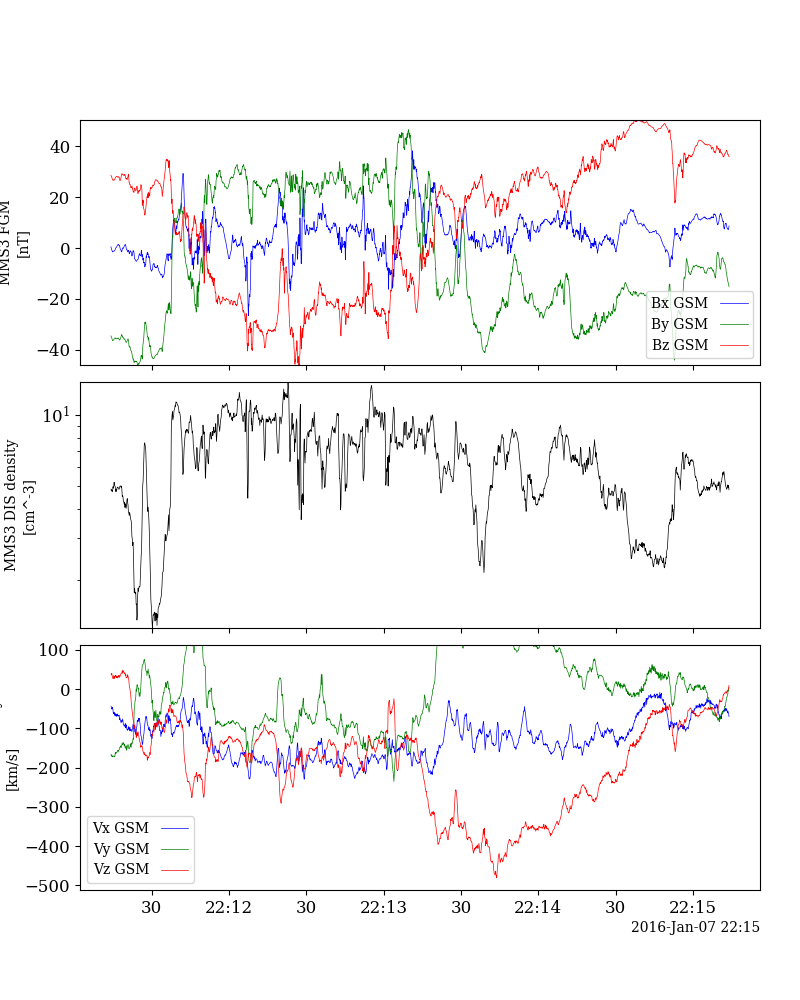 MMS3 FGM
[nT]
40
20
0
−20
−40
Bx GSM
By GSM
Bz GSM
MMS3 DIS density
[cm^-3]
10^1
[km/s]
100
0
−100
−200
−300
−400
−500
Vx GSM
Vy GSM
Vz GSM
30 22:12 30 22:13 30 22:14 30 22:15
2016-Jan-07 22:15